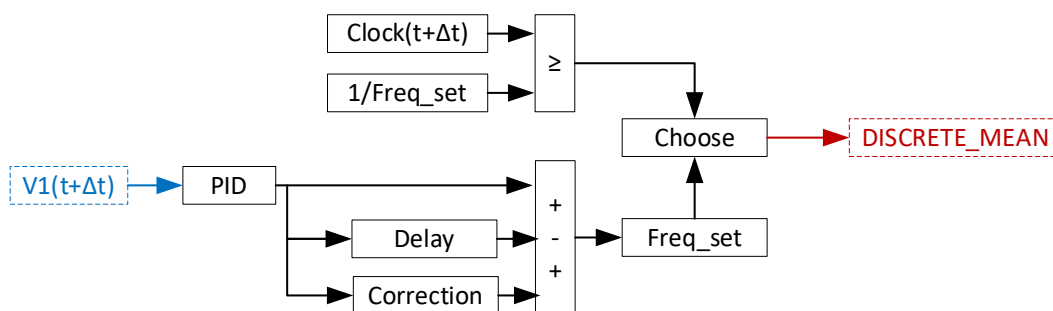 Clock(t+Δt)
≥
1/Freq_set
Choose
DISCRETE_MEAN
V1(t+Δt)
PID
+
-
+
Delay
Freq_set
Correction